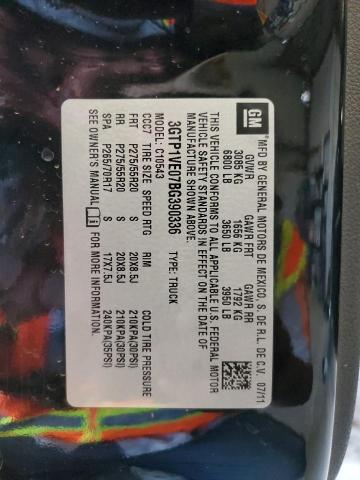 GM
MFD BY GENERAL MOTORS DE MEXICO, S. DE R.L. DE C.V. 07/11
GVWR GAWR FRT GAWR RR
3085 KG 1656 KG 1792 KG
6800 LB 3650 LB 3950 LB
THIS VEHICLE CONFORMS TO ALL APPLICABLE U.S. FEDERAL MOTOR
VEHICLE SAFETY STANDARDS IN EFFECT ON THE DATE OF
MANUFACTURE SHOWN ABOVE.
3GTP1VE07BG390336 TYPE: TRUCK
MODEL: C10543
CCC7 TIRE SIZE SPEED RTG RIM COLD TIRE PRESSURE
FRT P275/55R20 S 20X8.5J 210KPA(30PSI)
RR P275/55R20 S 20X8.5J 210KPA(30PSI)
SPA P265/70R17 S 17X7.5J 240KPA(35PSI)
SEE OWNER'S MANUAL FOR MORE INFORMATION.